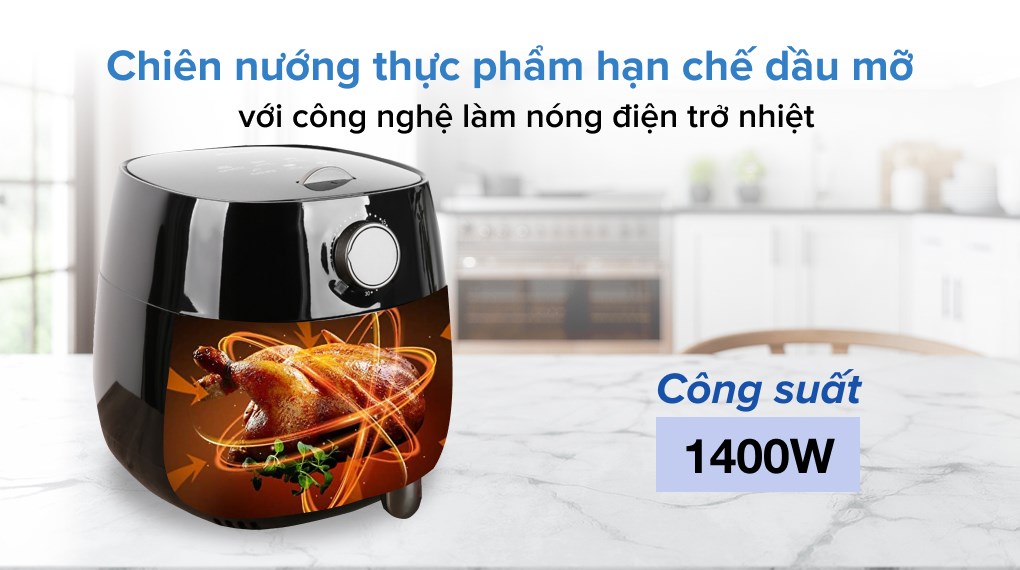 Chiên nướng thực phẩm hạn chế dầu mỡ
với công nghệ làm nóng điện trở nhiệt
Công suất
1400W